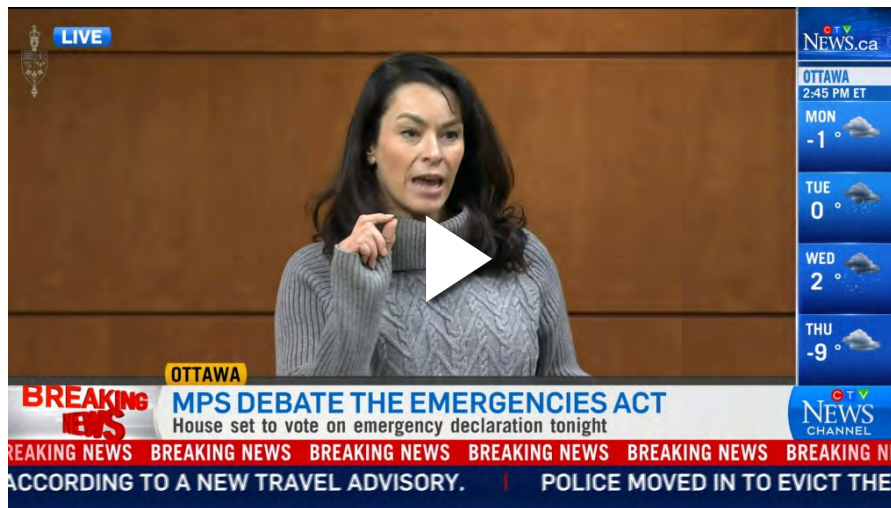 LIVE
CTV
NEWS.ca
OTTAWA
2:45 PM ET
MON
-1°
TUE
0°
WED
2°
THU
-9°
OTTAWA
BREAKING
NEWS
MPS DEBATE THE EMERGENCIES ACT
House set to vote on emergency declaration tonight
CTV
NEWS
CHANNEL
REAKING NEWS BREAKING NEWS BREAKING NEWS BREAKING NEWS BREAKING NEWS BREAKING N
ACCORDING TO A NEW TRAVEL ADVISORY. | POLICE MOVED IN TO EVICT THE